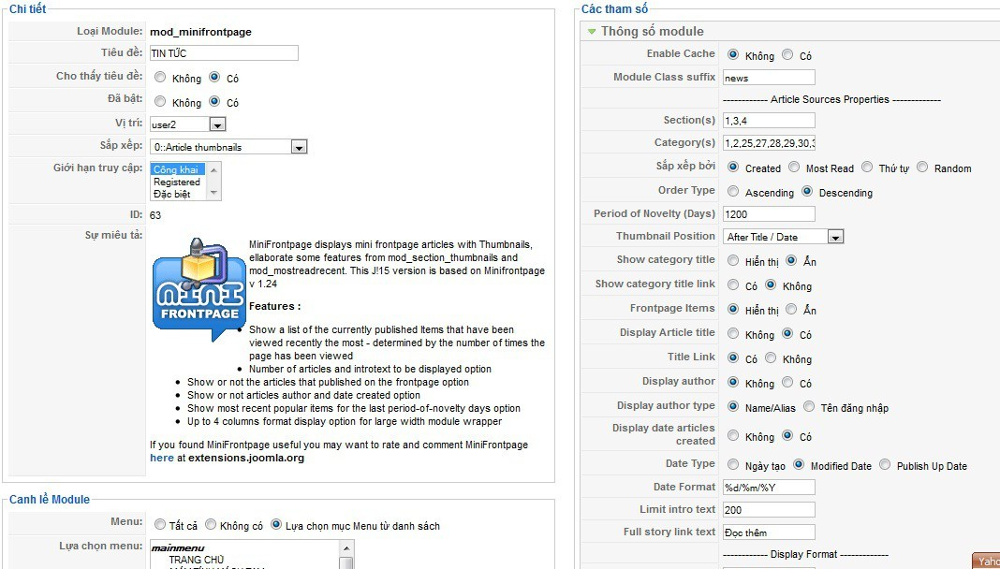 Chi tiết
Loại Module: mod_minifrontpage
Tiêu đề: TIN TỨC
Cho thấy tiêu đề: Không Có
Đã bật: Không Có
Vị trí: user2
Sắp xếp: 0::Article thumbnails
Giới hạn truy cập: Công khai
Registered
Đặc biệt
ID: 63
Sự miêu tả:
MINI
FRONTPAGE
MiniFrontpage displays mini frontpage articles with Thumbnails,
ellaborate some features from mod_section_thumbnails and
mod_mostreadrecent. This J!15 version is based on Minifrontpage
v 1.24
Features :
Show a list of the currently published Items that have been
viewed recently the most - determined by the number of times the
page has been viewed
Number of articles and introtext to be displayed option
Show or not the articles that published on the frontpage option
Show or not articles author and date created option
Show most recent popular items for the last period-of-novelty days option
Up to 4 columns format display option for large width module wrapper
If you found MiniFrontpage useful you may want to rate and comment MiniFrontpage
here at extensions.joomla.org
Canh lề Module
Menu: Tất cả Không có Lựa chọn mục Menu từ danh sách
Lựa chọn menu: mainmenu
TRANG CHỦ
Các tham số
Thông số module
Enable Cache Không Có
Module Class suffix news
------------ Article Sources Properties -------------
Section(s) 1,3,4
Category(s) 1,2,25,27,28,29,30,3
Sắp xếp bởi Created Most Read Thứ tự Random
Order Type Ascending Descending
Period of Novelty (Days) 1200
Thumbnail Position After Title / Date
Show category title Hiển thị Ẩn
Show category title link Có Không
Frontpage Items Hiển thị Ẩn
Display Article title Không Có
Title Link Có Không
Display author Không Có
Display author type Name/Alias Tên đăng nhập
Display date articles
created Không Có
Date Type Ngày tạo Modified Date Publish Up Date
Date Format %d/%m/%Y
Limit intro text 200
Full story link text Đọc thêm
------------ Display Format -------------
Yaho